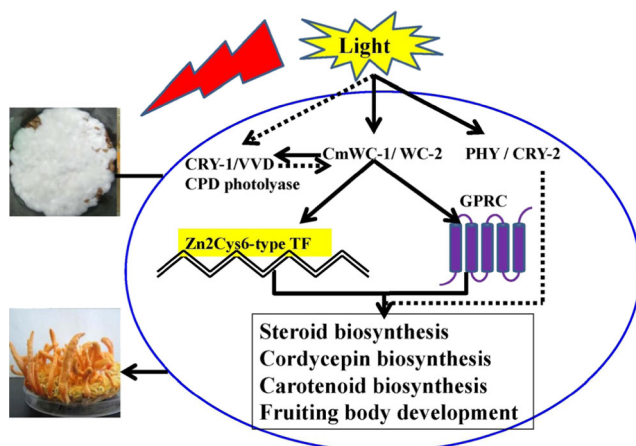 Light
CRY-1/VVD
CPD photolyase
CmWC-1/ WC-2
PHY / CRY-2
GPRC
Zn2Cys6-type TF
Steroid biosynthesis
Cordycepin biosynthesis
Carotenoid biosynthesis
Fruiting body development